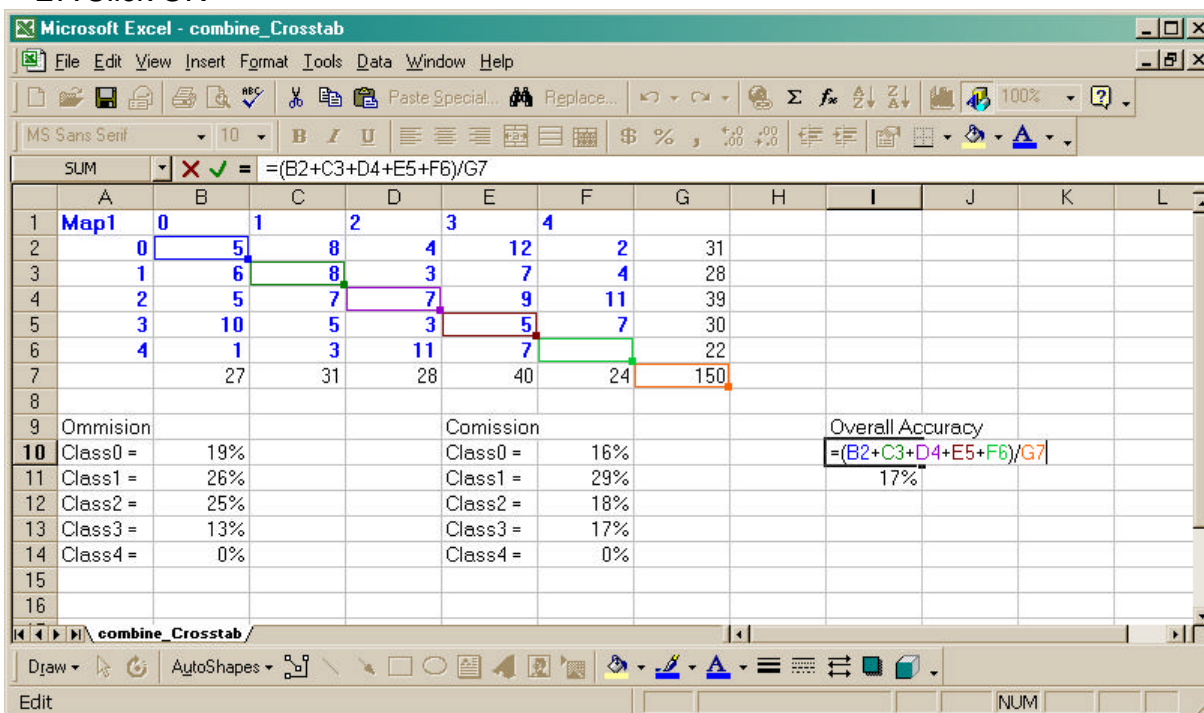 Microsoft Excel - combine_Crosstab
File Edit View Insert Format Tools Data Window Help
ABC Paste Special... Replace... 100%
MS Sans Serif 10 B I U $ % ,
SUM = =(B2+C3+D4+E5+F6)/G7
A B C D E F G H I J K L
1 Map1 0 1 2 3 4
2 0 5 8 4 12 2 31
3 1 6 8 3 7 4 28
4 2 5 7 7 9 11 39
5 3 10 5 3 5 7 30
6 4 1 3 11 7 22
7 27 31 28 40 24 150
8
9 Ommision Comission Overall Accuracy
10 Class0 = 19% Class0 = 16% =(B2+C3+D4+E5+F6)/G7
11 Class1 = 26% Class1 = 29% 17%
12 Class2 = 25% Class2 = 18%
13 Class3 = 13% Class3 = 17%
14 Class4 = 0% Class4 = 0%
15
16
combine_Crosstab
Draw AutoShapes A
Edit NUM